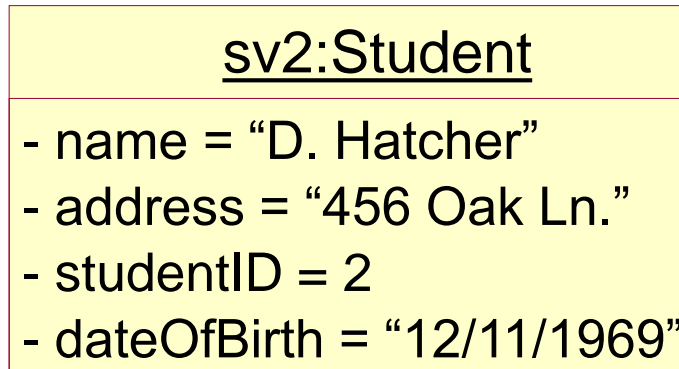 sv2:Student
- name = “D. Hatcher”
- address = “456 Oak Ln.”
- studentID = 2
- dateOfBirth = “12/11/1969”